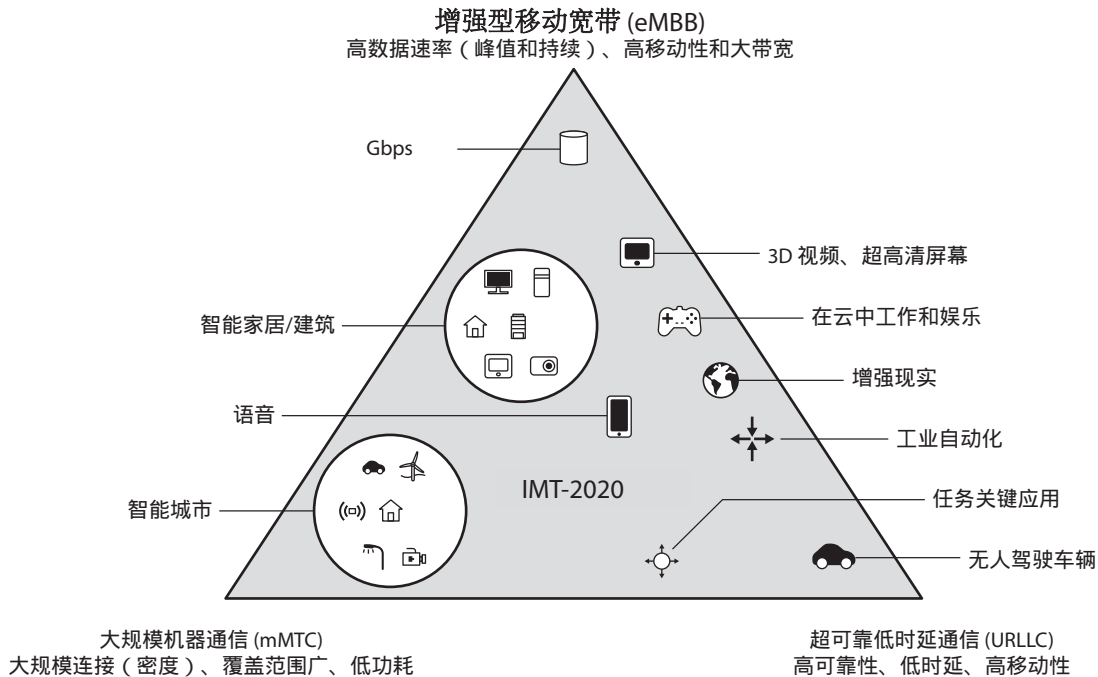 增强型移动宽带 (eMBB)
高数据速率（峰值和持续）、高移动性和大带宽
Gbps
3D 视频、超高清屏幕
智能家居/建筑
在云中工作和娱乐
增强现实
语音
工业自动化
IMT-2020
任务关键应用
智能城市
无人驾驶车辆
大规模机器通信 (mMTC)
大规模连接（密度）、覆盖范围广、低功耗
超可靠低时延通信 (URLLC)
高可靠性、低时延、高移动性